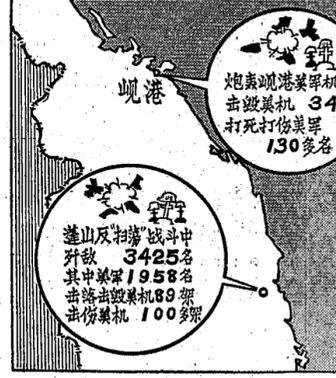 岘港
炮轰岘港美军机
击毁美机 34
打死打伤美军
130多名
蓬山反"扫荡"战斗中
歼敌 3425名
其中美军1958名
击落击毁美机89架
击伤美机 100多架